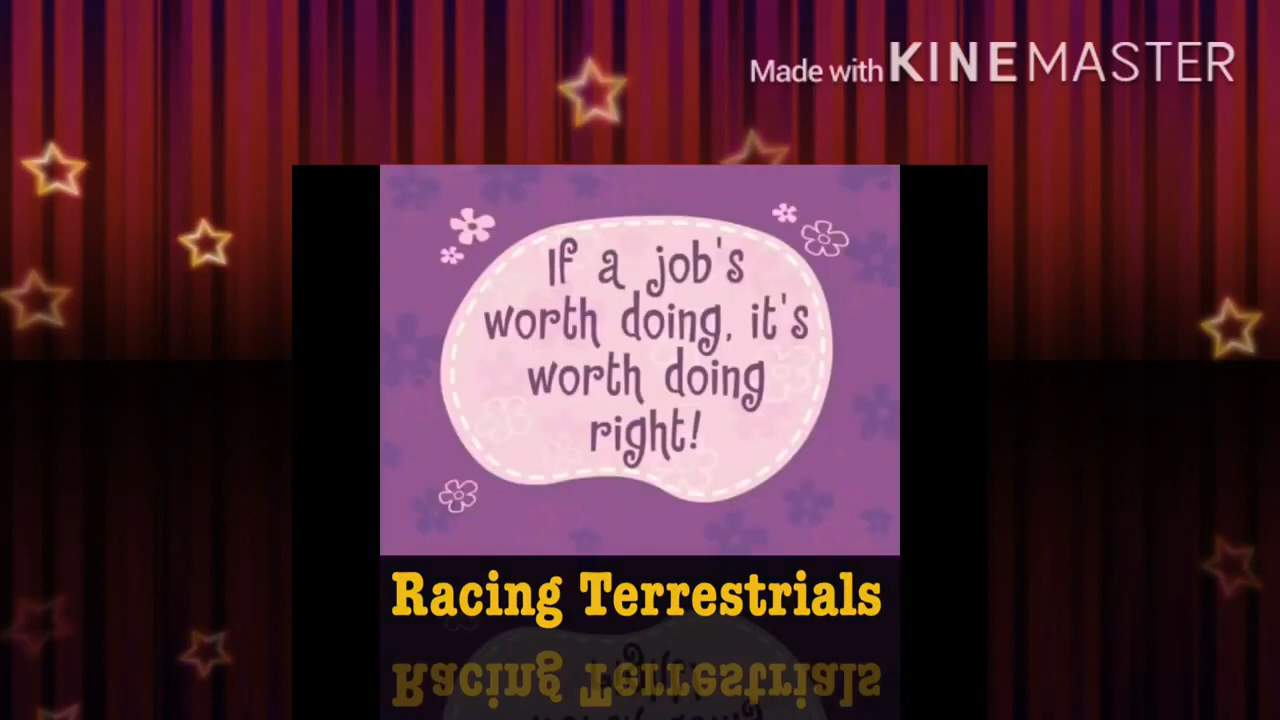 Made with KINEMASTER
If a job's
worth doing, it's
worth doing
right!
Racing Terrestrials